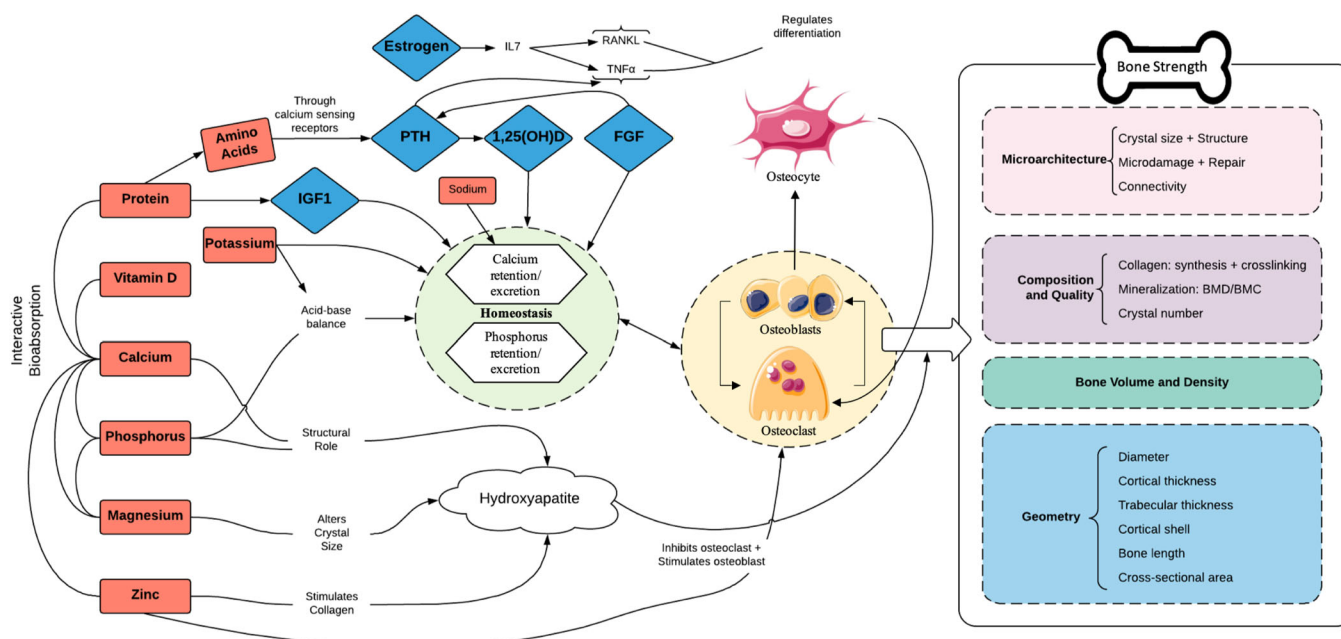 Estrogen
IL7
RANKL
TNFα
Regulates
differentiation
Through
calcium sensing
receptors
Amino
Acids
PTH
1,25(OH)D
FGF
Protein
IGF1
Sodium
Potassium
Vitamin D
Acid-base
balance
Calcium
Phosphorus
Magnesium
Zinc
Interactive
Bioabsorption
Calcium
retention/
excretion
Homeostasis
Phosphorus
retention/
excretion
Structural
Role
Alters
Crystal
Size
Stimulates
Collagen
Hydroxyapatite
Osteocyte
Osteoblasts
Osteoclast
Inhibits osteoclast +
Stimulates osteoblast
Bone Strength
Microarchitecture
Crystal size + Structure
Microdamage + Repair
Connectivity
Composition
and Quality
Collagen: synthesis + crosslinking
Mineralization: BMD/BMC
Crystal number
Bone Volume and Density
Geometry
Diameter
Cortical thickness
Trabecular thickness
Cortical shell
Bone length
Cross-sectional area